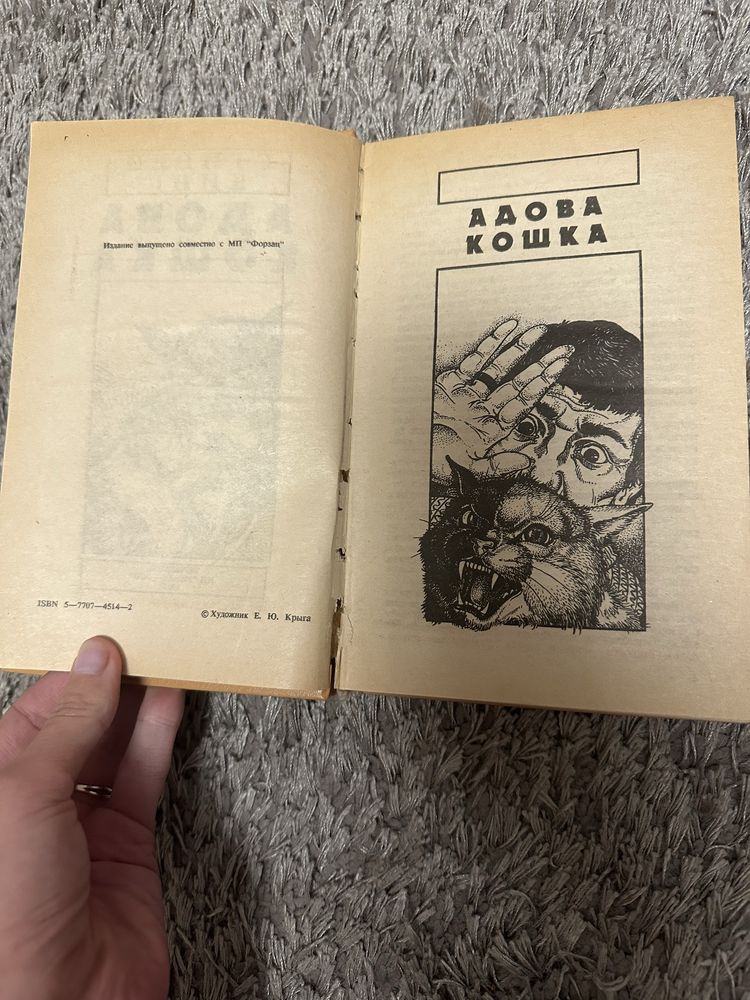 Издание выпущено совместно с МП "Форзац"
ISBN 5—7707—4514—2
© Художник Е. Ю. Крыга
АДОВА
КОШКА